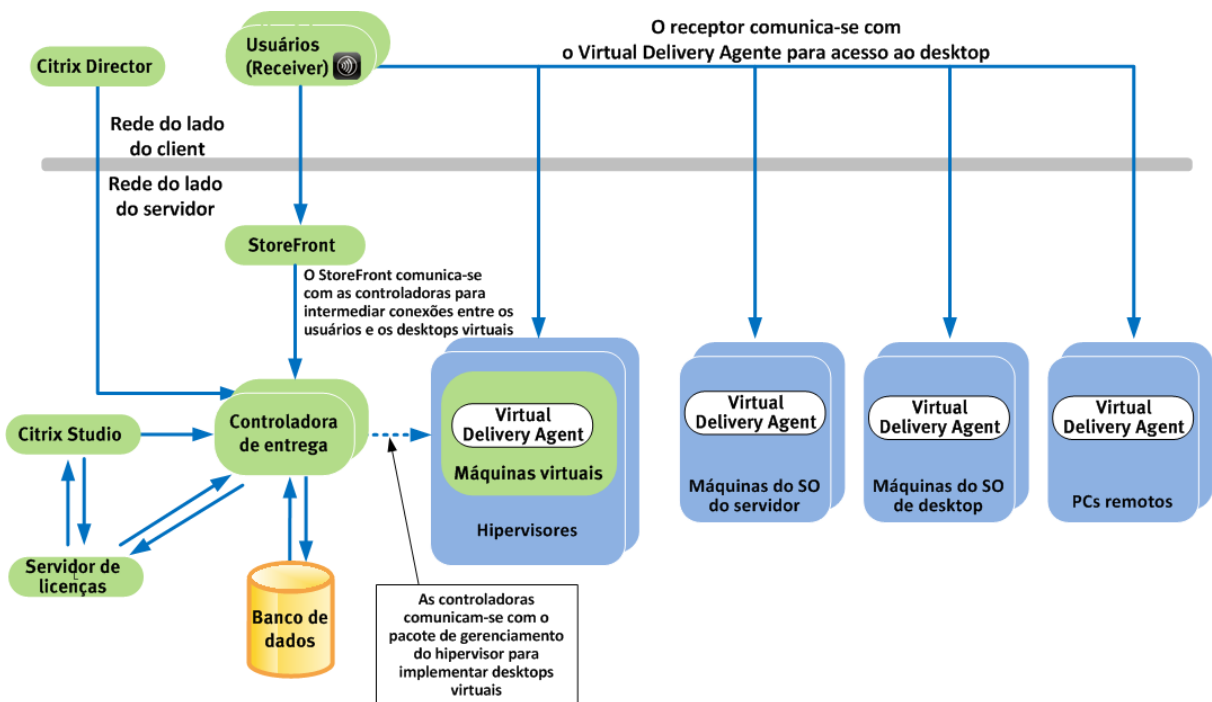 O receptor comunica-se com
o Virtual Delivery Agente para acesso ao desktop
Usuários
(Receiver)
Citrix Director
Rede do lado
do client
Rede do lado
do servidor
StoreFront
O StoreFront comunica-se
com as controladoras para
intermediar conexões entre os
usuários e os desktops virtuais
Citrix Studio
Controladora
de entrega
Virtual
Delivery Agent
Máquinas virtuais
Hipervisores
Virtual
Delivery Agent
Máquinas do SO
do servidor
Virtual
Delivery Agent
Máquinas do SO
de desktop
Virtual
Delivery Agent
PCs remotos
Servidor de
licenças
Banco de
dados
As controladoras
comunicam-se com o
pacote de gerenciamento
do hipervisor para
implementar desktops
virtuais